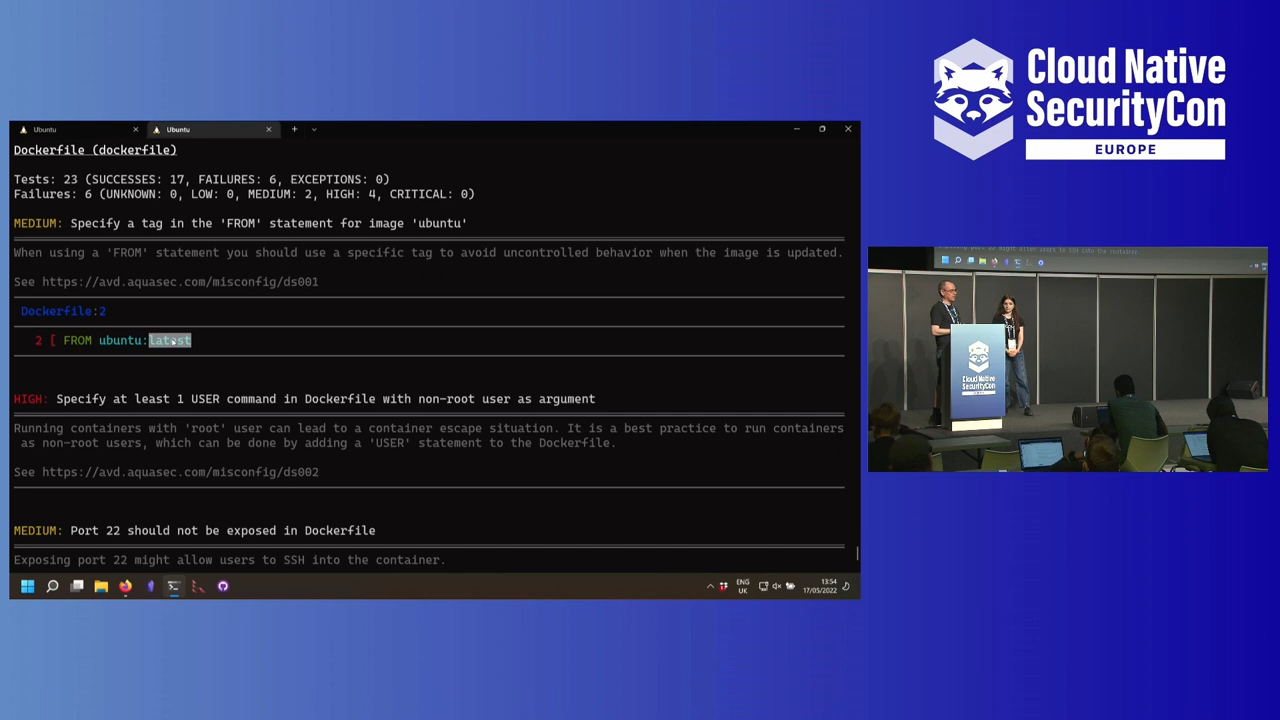 Cloud Native
SecurityCon
EUROPE
Ubuntu
Ubuntu
Dockerfile (dockerfile)
Tests: 23 (SUCCESSES: 17, FAILURES: 6, EXCEPTIONS: 0)
Failures: 6 (UNKNOWN: 0, LOW: 0, MEDIUM: 2, HIGH: 4, CRITICAL: 0)
MEDIUM: Specify a tag in the 'FROM' statement for image 'ubuntu'
When using a 'FROM' statement you should use a specific tag to avoid uncontrolled behavior when the image is updated.
See https://avd.aquasec.com/misconfig/ds001
Dockerfile:2
2 [ FROM ubuntu:latest
HIGH: Specify at least 1 USER command in Dockerfile with non-root user as argument
Running containers with 'root' user can lead to a container escape situation. It is a best practice to run containers
as non-root users, which can be done by adding a 'USER' statement to the Dockerfile.
See https://avd.aquasec.com/misconfig/ds002
MEDIUM: Port 22 should not be exposed in Dockerfile
Exposing port 22 might allow users to SSH into the container.
ENG
UK
13:54
17/05/2022
Cloud Native
SecurityCon